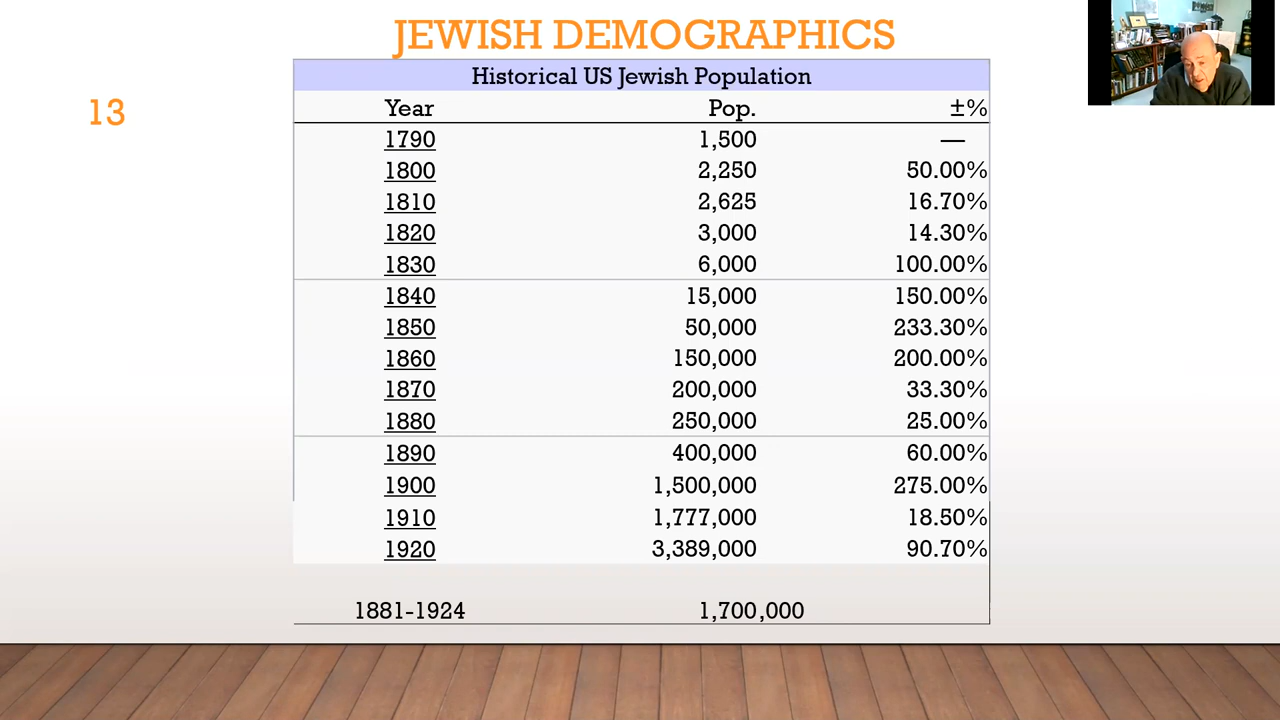 JEWISH DEMOGRAPHICS
13
Historical US Jewish Population
Year Pop. ±%
1790 1,500 —
1800 2,250 50.00%
1810 2,625 16.70%
1820 3,000 14.30%
1830 6,000 100.00%
1840 15,000 150.00%
1850 50,000 233.30%
1860 150,000 200.00%
1870 200,000 33.30%
1880 250,000 25.00%
1890 400,000 60.00%
1900 1,500,000 275.00%
1910 1,777,000 18.50%
1920 3,389,000 90.70%
1881-1924 1,700,000